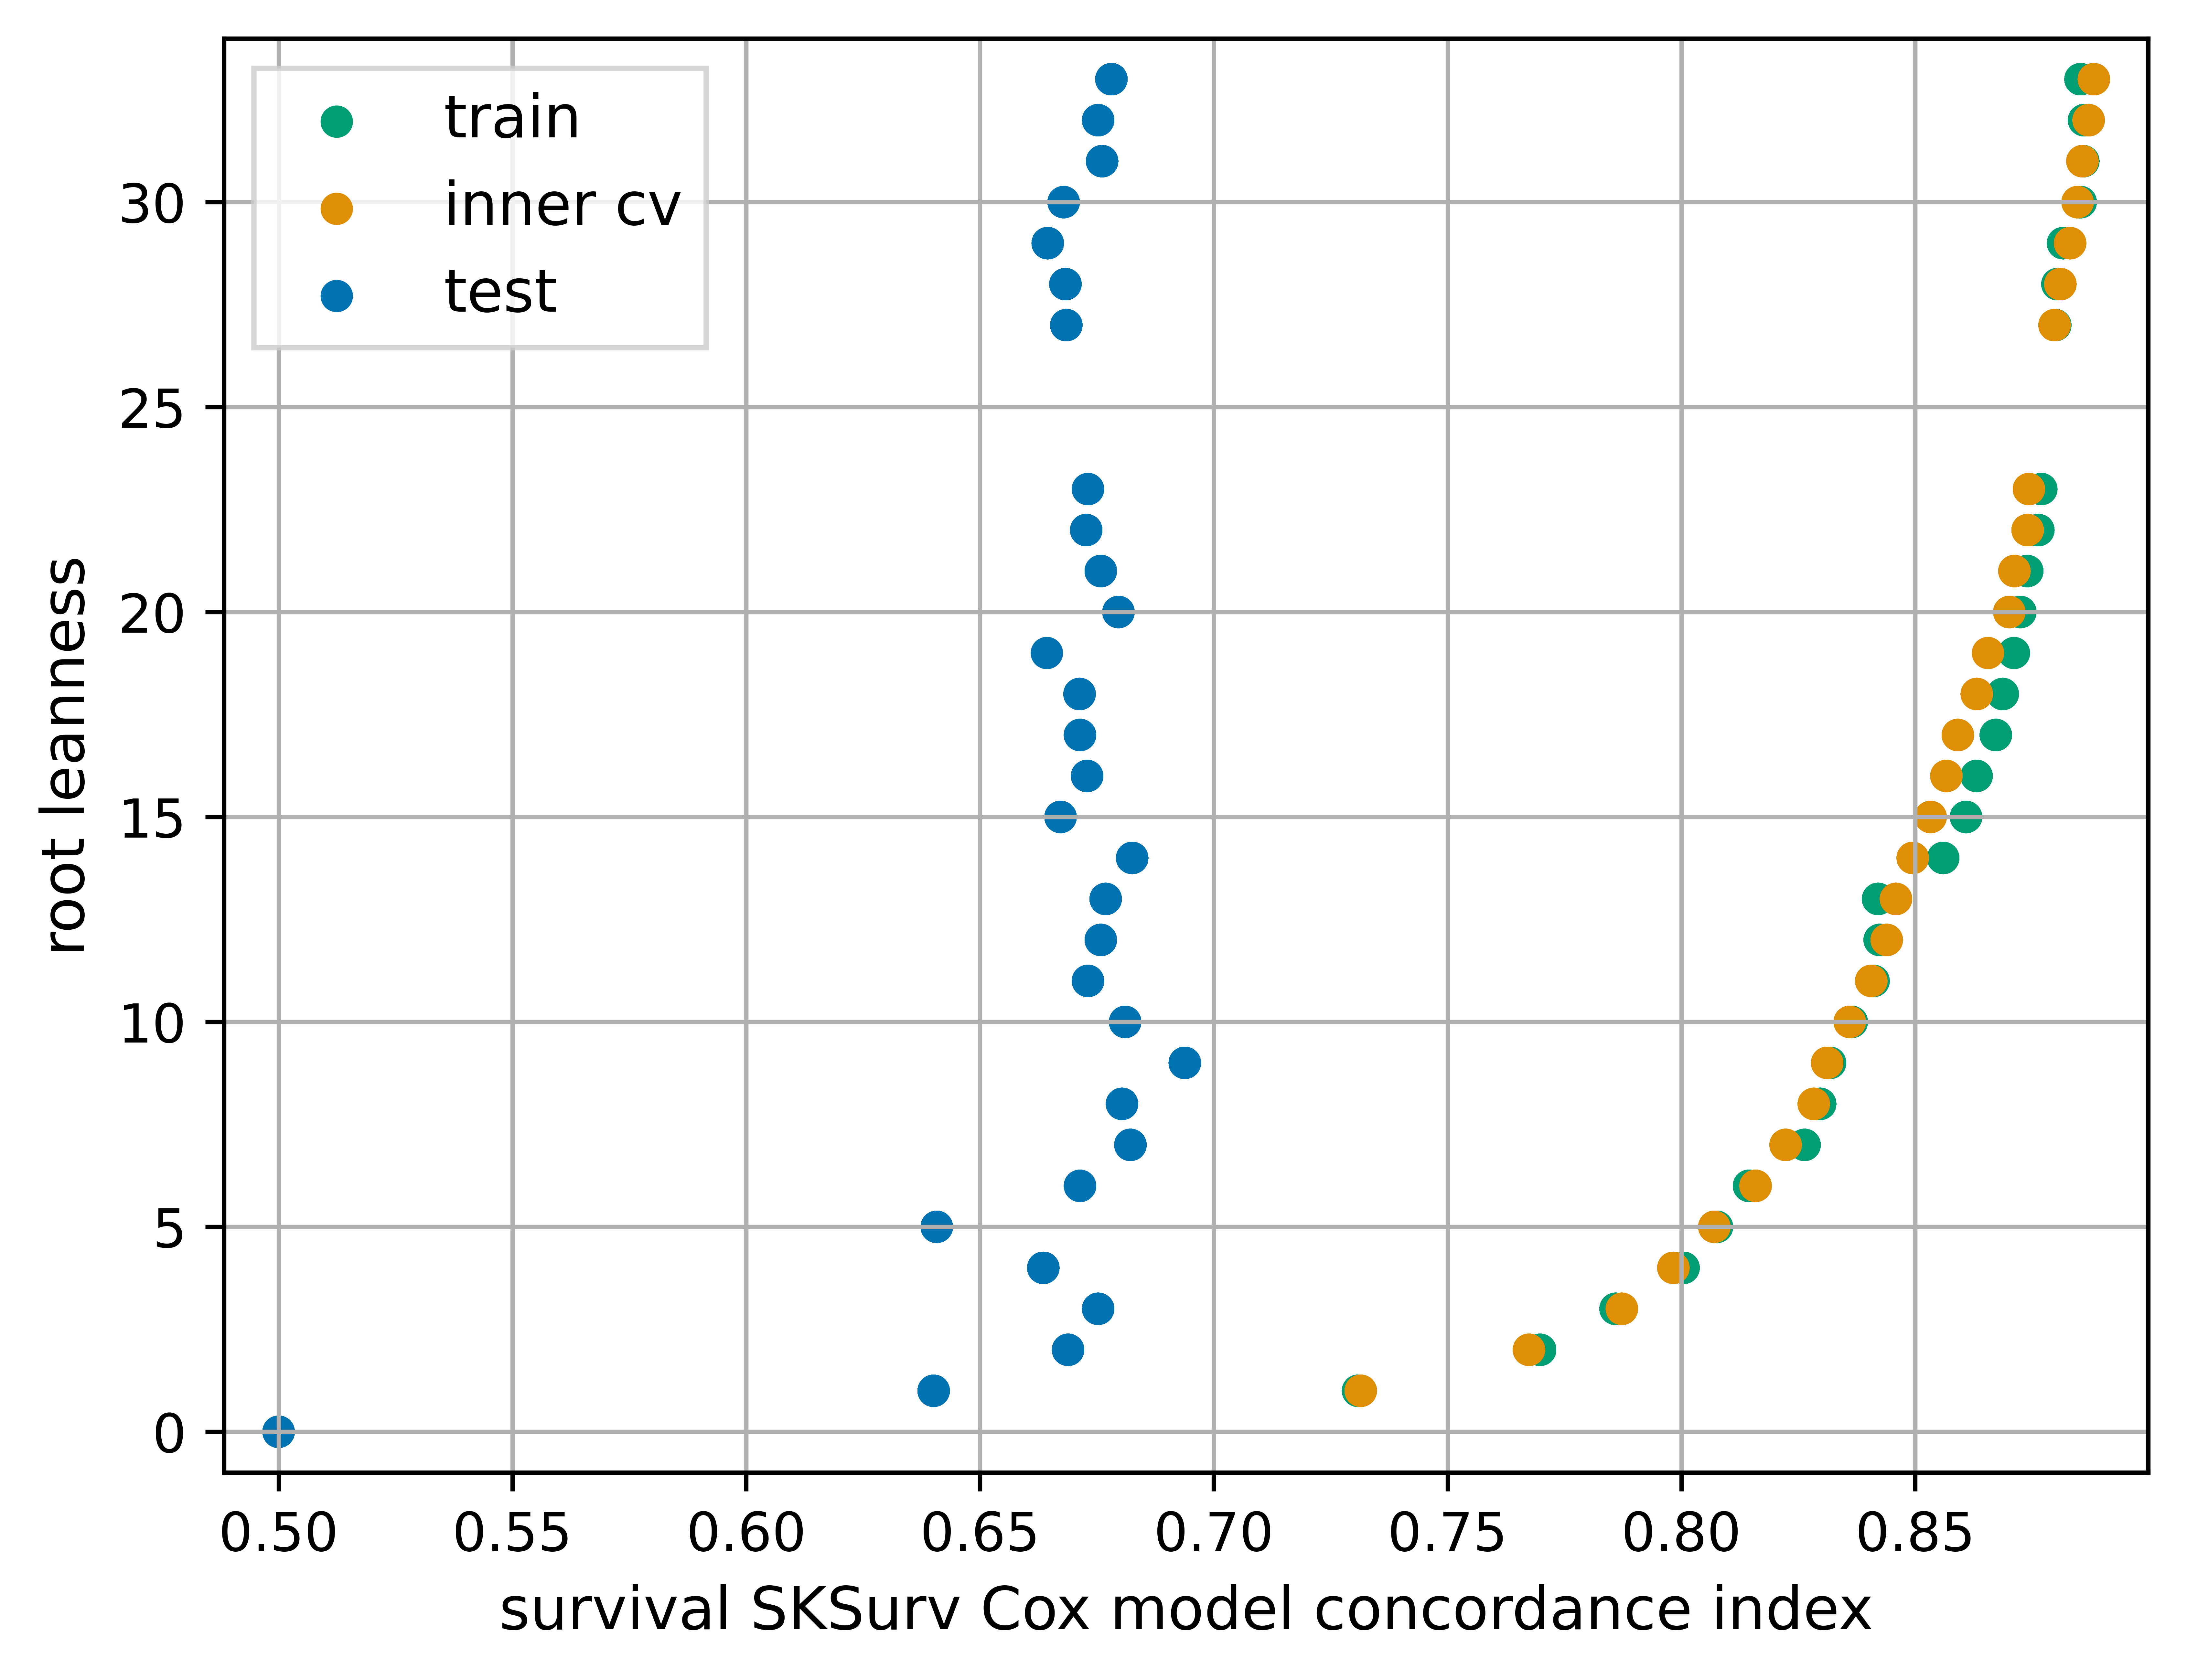 train
inner cv
test
30
25
20
15
10
5
0
root leanness
0.50 0.55 0.60 0.65 0.70 0.75 0.80 0.85
survival SKSurv Cox model concordance index